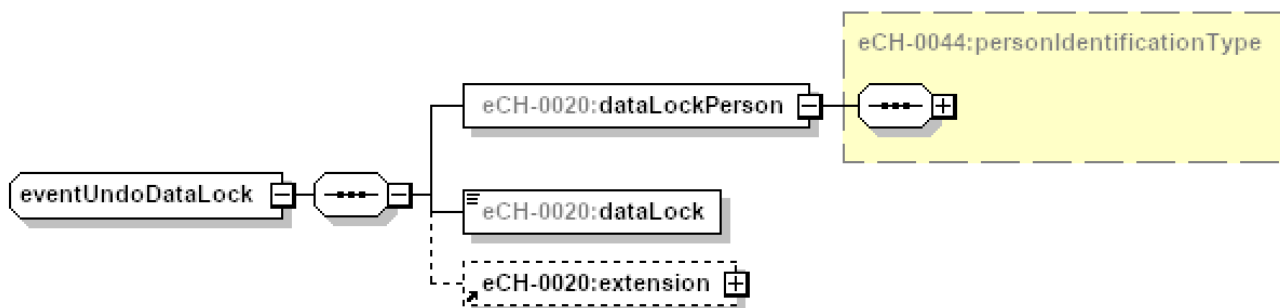 eCH-0044:personIdentificationType
eCH-0020:dataLockPerson
eventUndoDataLock
eCH-0020:dataLock
eCH-0020:extension